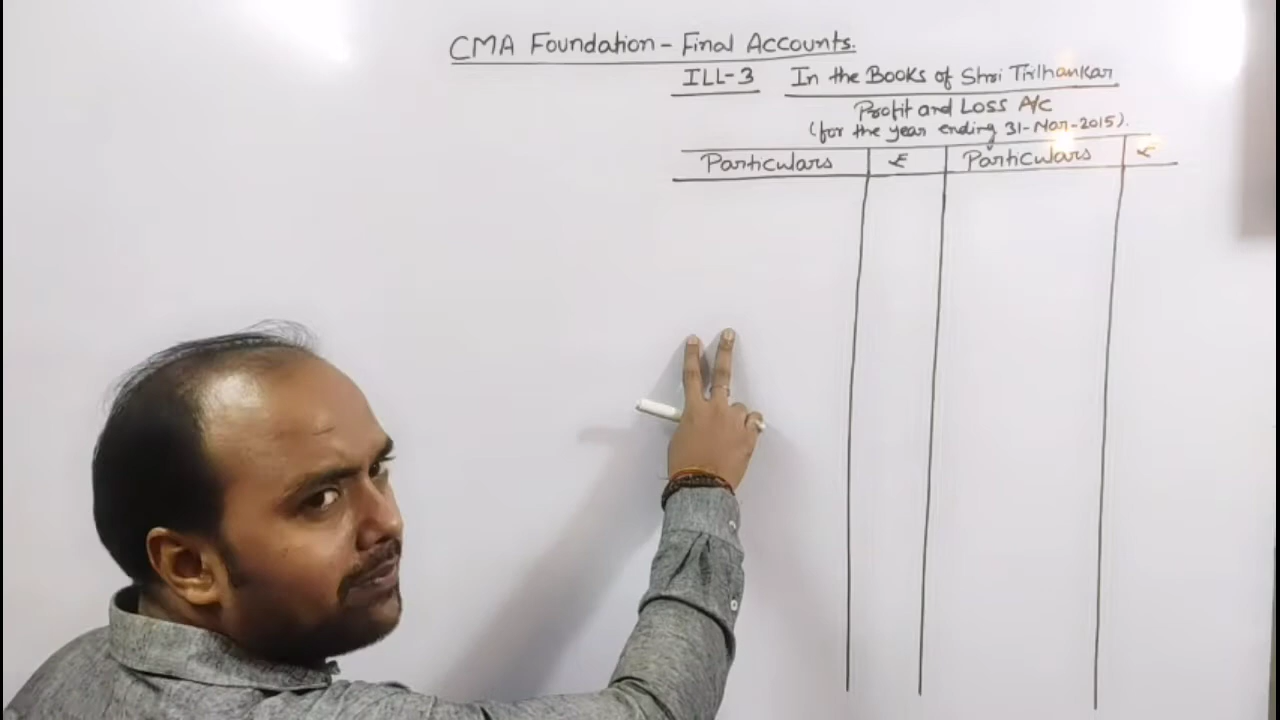 CMA Foundation - Final Accounts.
ILL-3 In the Books of Shri Tirthankar
Profit and Loss A/c
(for the year ending 31-Mar-2015).
Particulars ₹ Particulars ₹